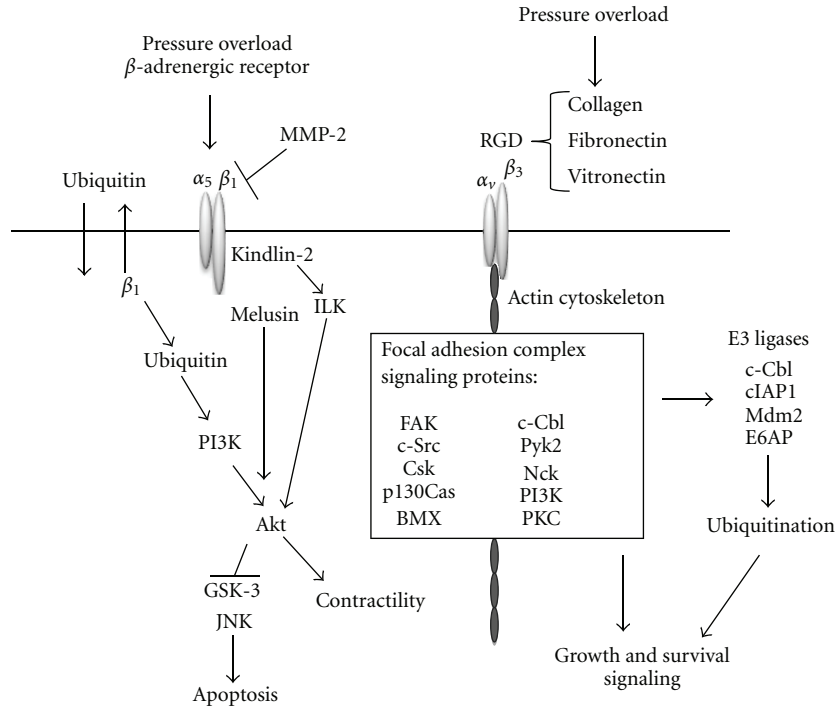 Pressure overload
β-adrenergic receptor
MMP-2
Ubiquitin
α5 β1
Kindlin-2
β1
Melusin
ILK
Ubiquitin
PI3K
Akt
GSK-3
JNK
Contractility
Apoptosis
Pressure overload
Collagen
RGD
Fibronectin
Vitronectin
αv β3
Actin cytoskeleton
Focal adhesion complex
signaling proteins:
FAK c-Cbl
c-Src Pyk2
Csk Nck
p130Cas PI3K
BMX PKC
E3 ligases
c-Cbl
cIAP1
Mdm2
E6AP
Ubiquitination
Growth and survival
signaling